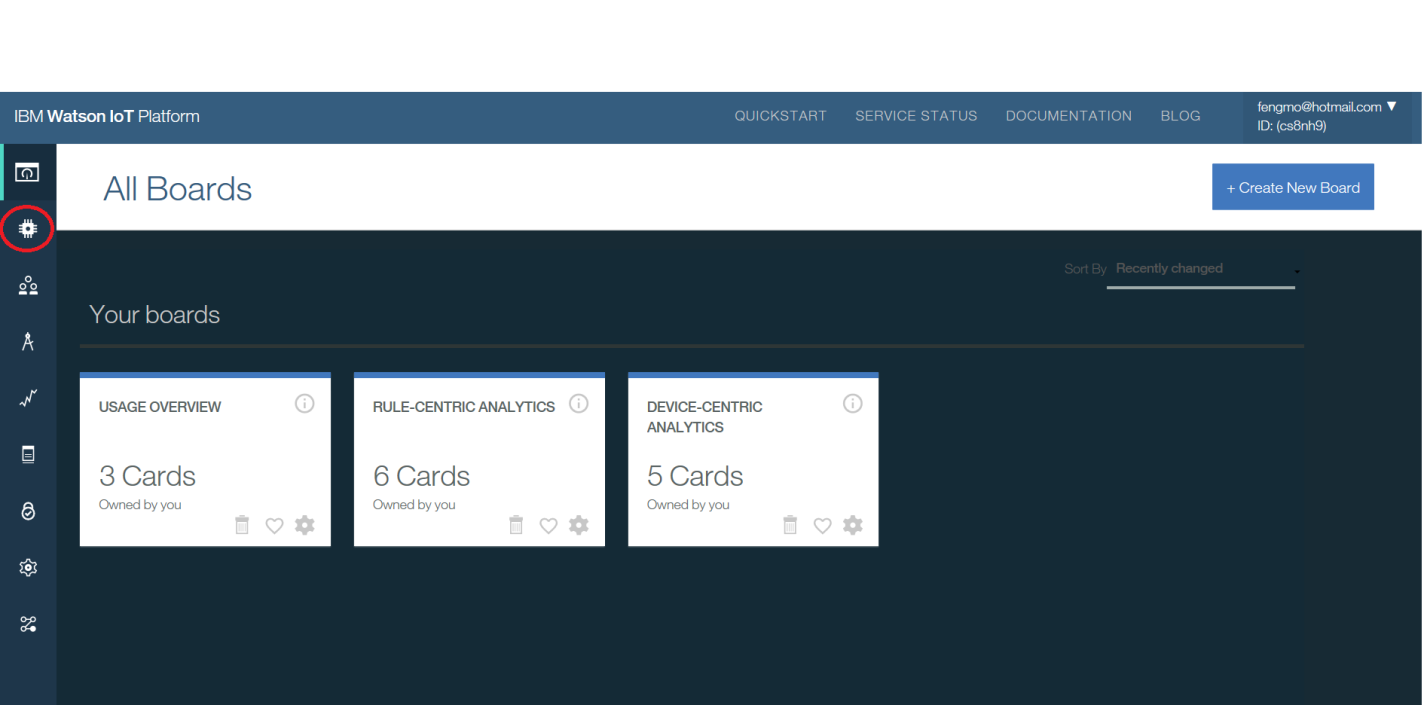 IBM Watson IoT Platform
QUICKSTART SERVICE STATUS DOCUMENTATION BLOG
fengmo@hotmail.com ▼
ID: (cs8nh9)
All Boards
+ Create New Board
Sort By Recently changed
Your boards
USAGE OVERVIEW
3 Cards
Owned by you
RULE-CENTRIC ANALYTICS
6 Cards
Owned by you
DEVICE-CENTRIC
ANALYTICS
5 Cards
Owned by you